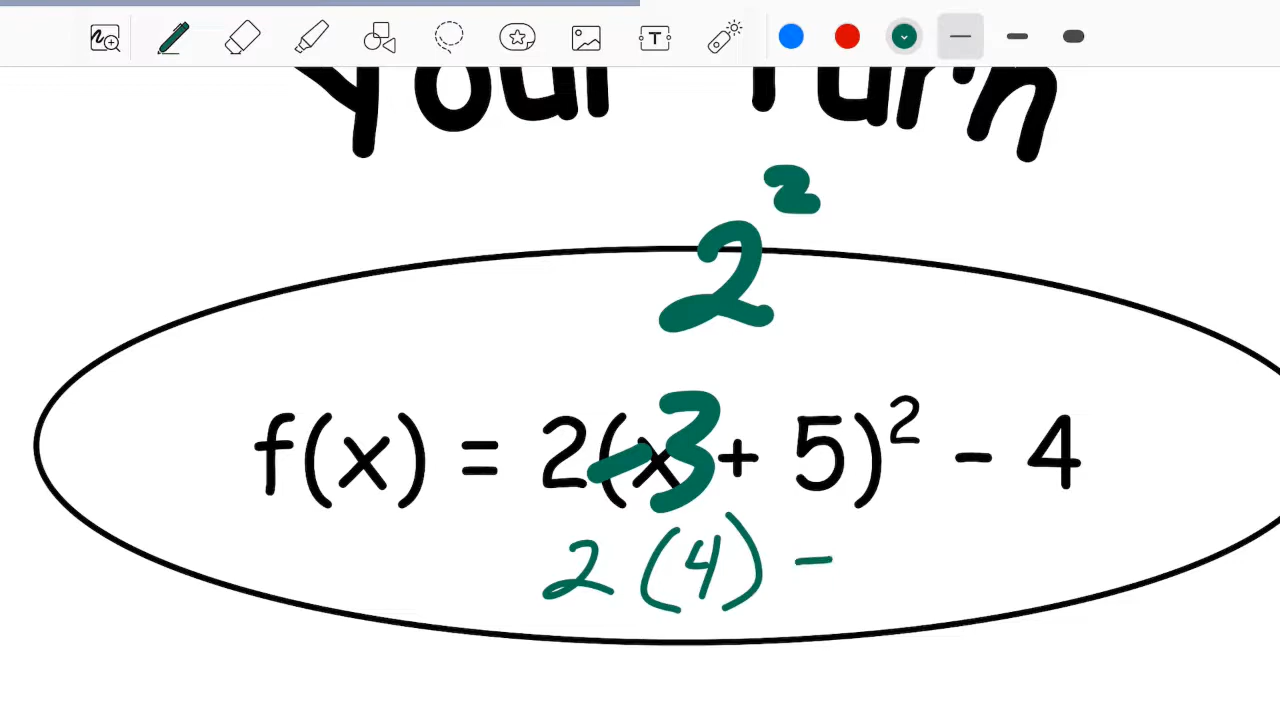 Your Turn
2²
-3
f(x) = 2(x + 5)² - 4
2 (4) -